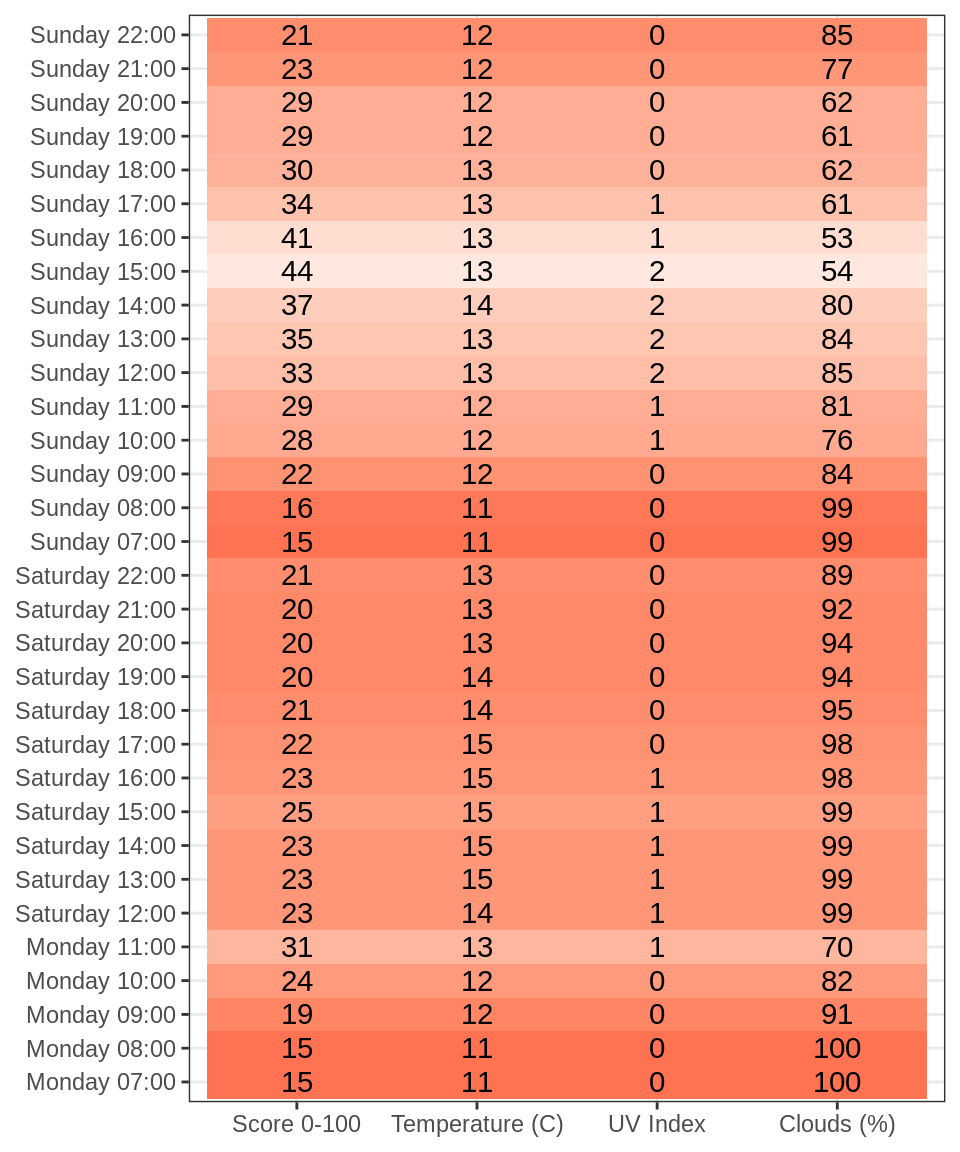 Sunday 22:00 21 12 0 85
Sunday 21:00 23 12 0 77
Sunday 20:00 29 12 0 62
Sunday 19:00 29 12 0 61
Sunday 18:00 30 13 0 62
Sunday 17:00 34 13 1 61
Sunday 16:00 41 13 1 53
Sunday 15:00 44 13 2 54
Sunday 14:00 37 14 2 80
Sunday 13:00 35 13 2 84
Sunday 12:00 33 13 2 85
Sunday 11:00 29 12 1 81
Sunday 10:00 28 12 1 76
Sunday 09:00 22 12 0 84
Sunday 08:00 16 11 0 99
Sunday 07:00 15 11 0 99
Saturday 22:00 21 13 0 89
Saturday 21:00 20 13 0 92
Saturday 20:00 20 13 0 94
Saturday 19:00 20 14 0 94
Saturday 18:00 21 14 0 95
Saturday 17:00 22 15 0 98
Saturday 16:00 23 15 1 98
Saturday 15:00 25 15 1 99
Saturday 14:00 23 15 1 99
Saturday 13:00 23 15 1 99
Saturday 12:00 23 14 1 99
Monday 11:00 31 13 1 70
Monday 10:00 24 12 0 82
Monday 09:00 19 12 0 91
Monday 08:00 15 11 0 100
Monday 07:00 15 11 0 100
Score 0-100 Temperature (C) UV Index Clouds (%)